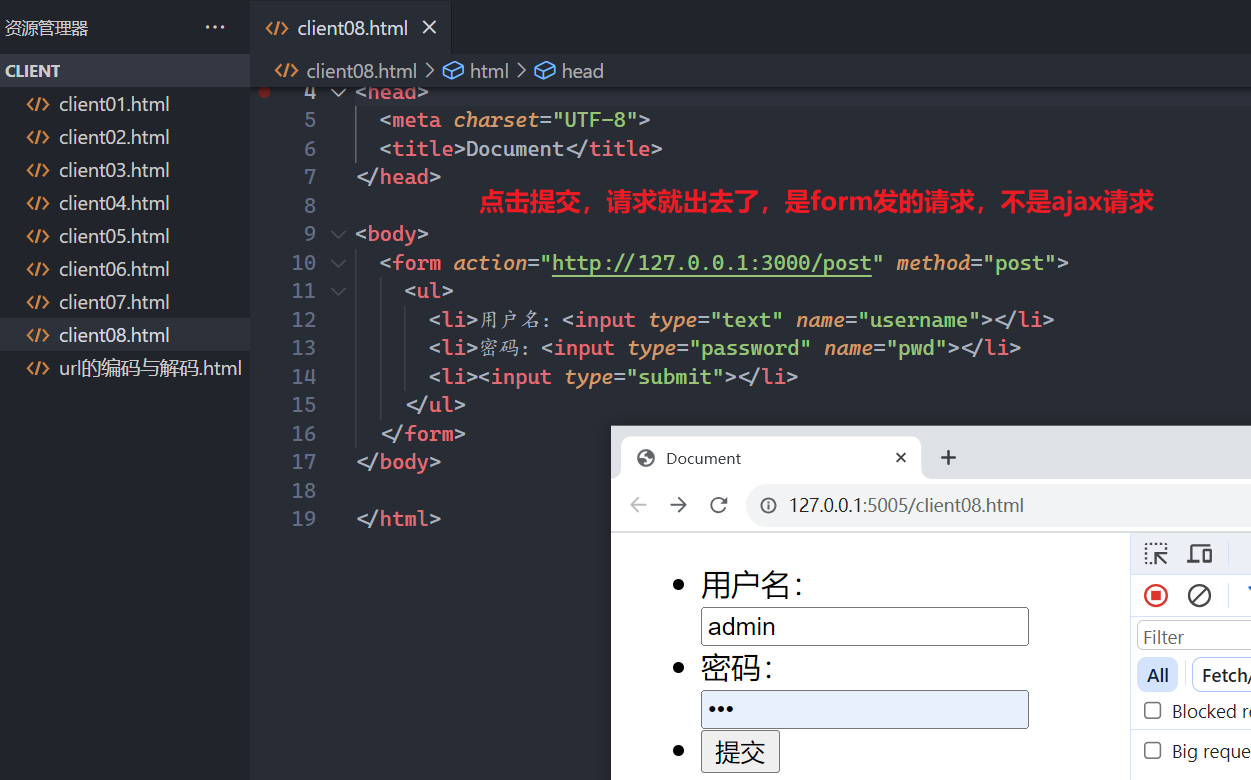 资源管理器
···
client08.html
CLIENT
client08.html > html > head
client01.html
client02.html
client03.html
client04.html
client05.html
client06.html
client07.html
client08.html
url的编码与解码.html
4 <head>
5 <meta charset="UTF-8">
6 <title>Document</title>
7 </head>
点击提交，请求就出去了，是form发的请求，不是ajax请求
8
9 <body>
10 <form action="http://127.0.0.1:3000/post" method="post">
11 <ul>
12 <li>用户名：<input type="text" name="username"></li>
13 <li>密码：<input type="password" name="pwd"></li>
14 <li><input type="submit"></li>
15 </ul>
16 </form>
17 </body>
18
19 </html>
Document
127.0.0.1:5005/client08.html
用户名：
admin
密码：
•••
提交
Filter
All
Fetch/
Blocked re
Big reque